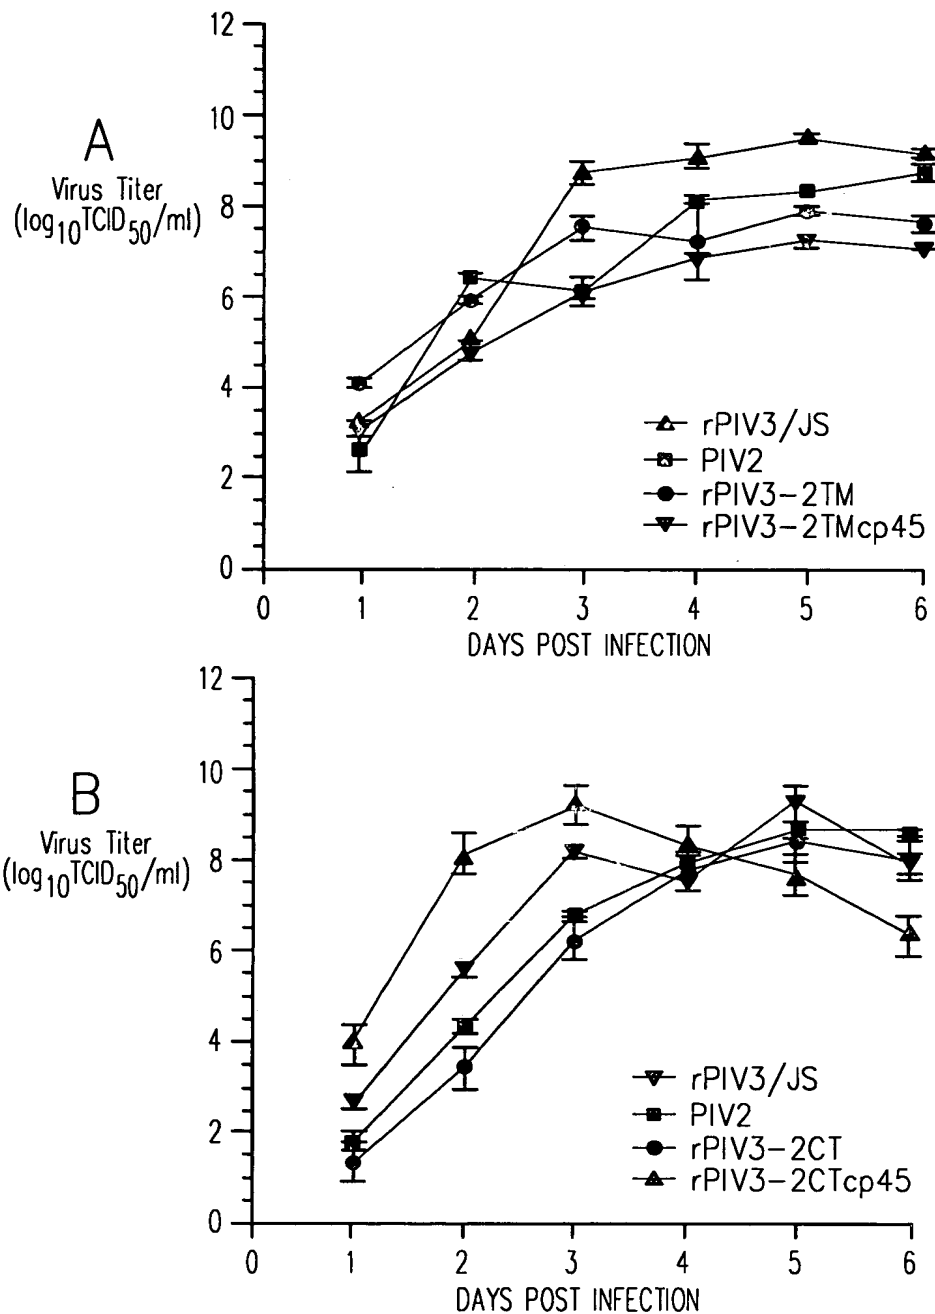 12
10
8
6
4
2
0
A
Virus Titer
(log10TCID50/ml)
rPIV3/JS
PIV2
rPIV3-2TM
rPIV3-2TMcp45
0 1 2 3 4 5 6
DAYS POST INFECTION
12
10
8
6
4
2
0
B
Virus Titer
(log10TCID50/ml)
rPIV3/JS
PIV2
rPIV3-2CT
rPIV3-2CTcp45
0 1 2 3 4 5 6
DAYS POST INFECTION